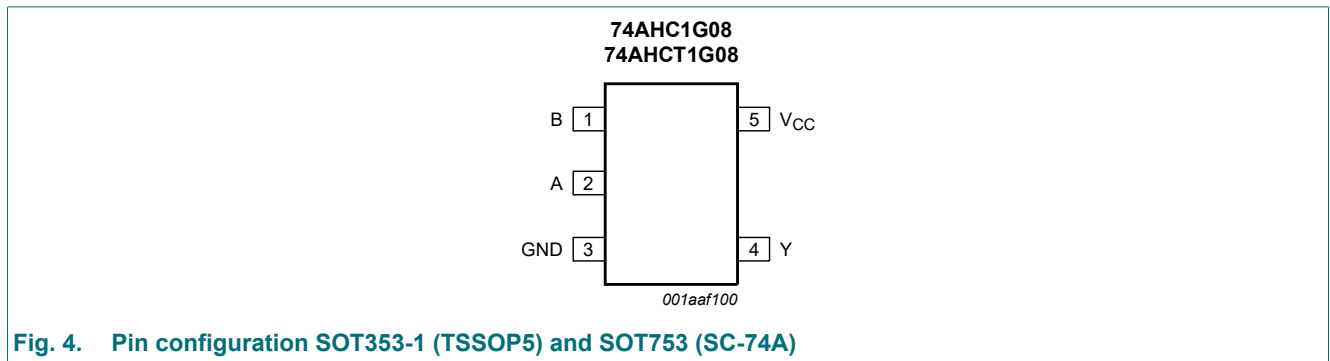 74AHC1G08
74AHCT1G08
B 1 5 VCC
A 2
GND 3 4 Y
001aaf100
Fig. 4. Pin configuration SOT353-1 (TSSOP5) and SOT753 (SC-74A)